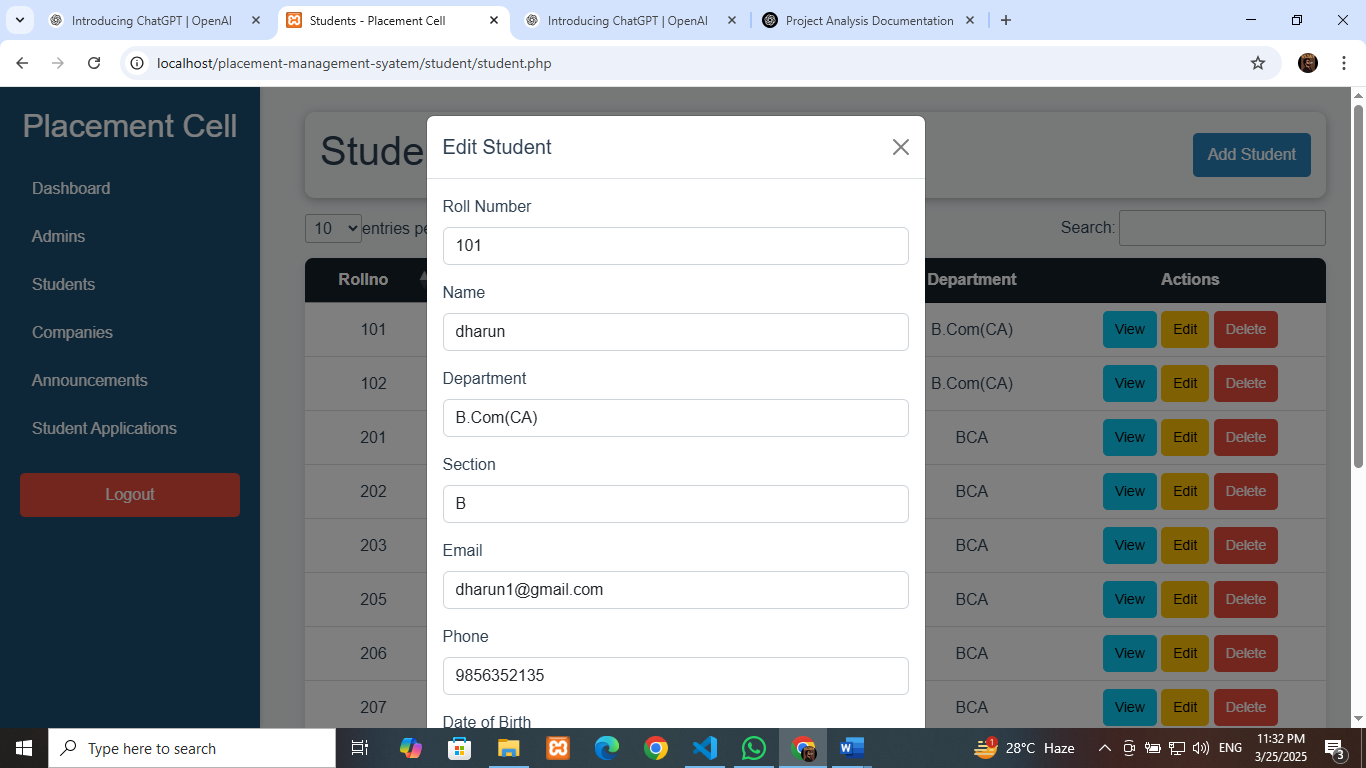 Introducing ChatGPT | OpenAI
Students - Placement Cell
Introducing ChatGPT | OpenAI
Project Analysis Documentation
localhost/placement-management-syatem/student/student.php
Placement Cell
Dashboard
Admins
Students
Companies
Announcements
Student Applications
Logout
Stude
Add Student
10 entries pe
Search:
Rollno
Department
Actions
101 B.Com(CA) View Edit Delete
102 B.Com(CA) View Edit Delete
201 BCA View Edit Delete
202 BCA View Edit Delete
203 BCA View Edit Delete
205 BCA View Edit Delete
206 BCA View Edit Delete
207 BCA View Edit Delete
Edit Student
Roll Number
101
Name
dharun
Department
B.Com(CA)
Section
B
Email
dharun1@gmail.com
Phone
9856352135
Date of Birth
Type here to search
1
28°C Haze
ENG
11:32 PM
3/25/2025
3